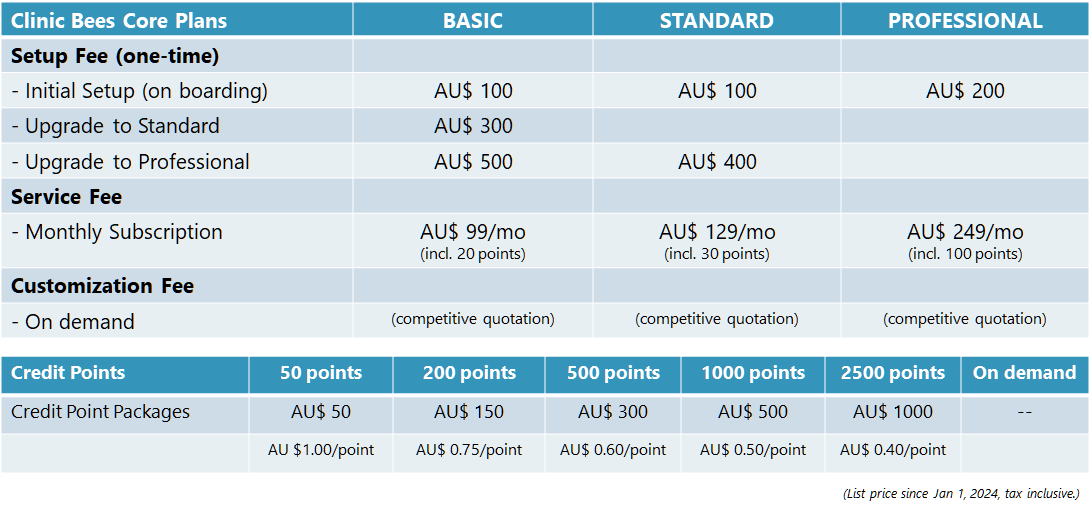 Clinic Bees Core Plans BASIC STANDARD PROFESSIONAL
Setup Fee (one-time)
- Initial Setup (on boarding) AU$ 100 AU$ 100 AU$ 200
- Upgrade to Standard AU$ 300
- Upgrade to Professional AU$ 500 AU$ 400
Service Fee
- Monthly Subscription AU$ 99/mo AU$ 129/mo AU$ 249/mo
(incl. 20 points) (incl. 30 points) (incl. 100 points)
Customization Fee
- On demand (competitive quotation) (competitive quotation) (competitive quotation)
Credit Points 50 points 200 points 500 points 1000 points 2500 points On demand
Credit Point Packages AU$ 50 AU$ 150 AU$ 300 AU$ 500 AU$ 1000 --
AU $1.00/point AU$ 0.75/point AU$ 0.60/point AU$ 0.50/point AU$ 0.40/point
(List price since Jan 1, 2024, tax inclusive.)